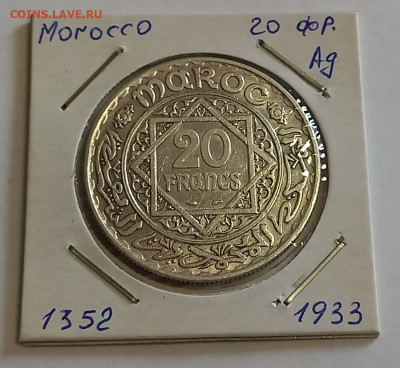 COINS.LAVE.RU
Morocco 20 фр.
Ag
MAROC
20
FRANCS
1352 1933